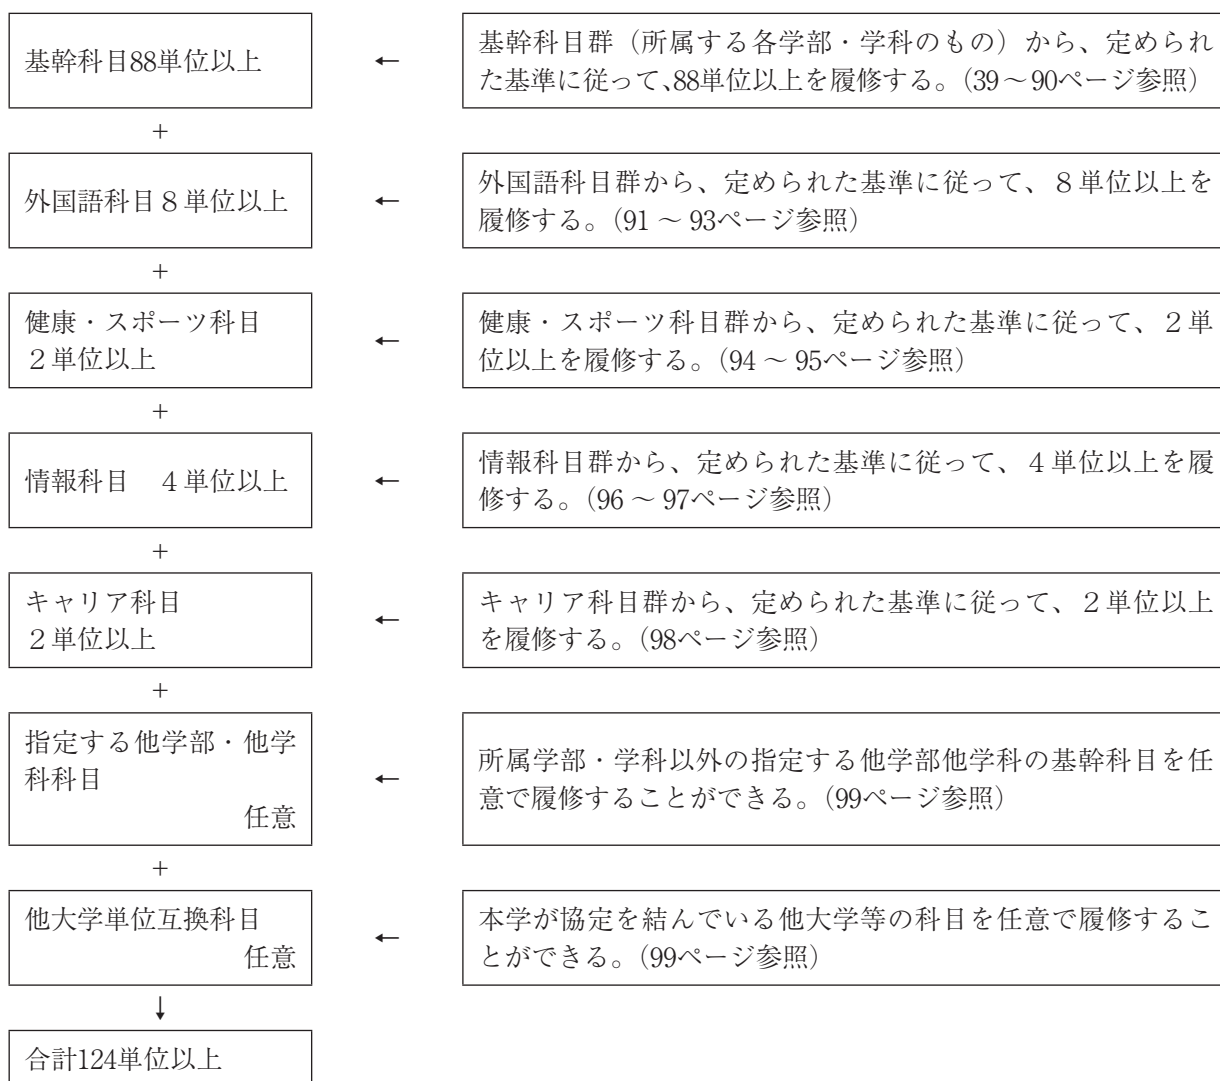 基幹科目88単位以上
←
基幹科目群（所属する各学部・学科のもの）から、定められ
た基準に従って、88単位以上を履修する。（39～90ページ参照）
+
外国語科目８単位以上
←
外国語科目群から、定められた基準に従って、８単位以上を
履修する。（91 ～ 93ページ参照）
+
健康・スポーツ科目
２単位以上
←
健康・スポーツ科目群から、定められた基準に従って、２単
位以上を履修する。（94 ～ 95ページ参照）
+
情報科目　４単位以上
←
情報科目群から、定められた基準に従って、４単位以上を履
修する。（96 ～ 97ページ参照）
+
キャリア科目
２単位以上
←
キャリア科目群から、定められた基準に従って、２単位以上
を履修する。（98ページ参照）
+
指定する他学部・他学
科科目
任意
←
所属学部・学科以外の指定する他学部他学科の基幹科目を任
意で履修することができる。（99ページ参照）
+
他大学単位互換科目
任意
←
本学が協定を結んでいる他大学等の科目を任意で履修するこ
とができる。（99ページ参照）
↓
合計124単位以上